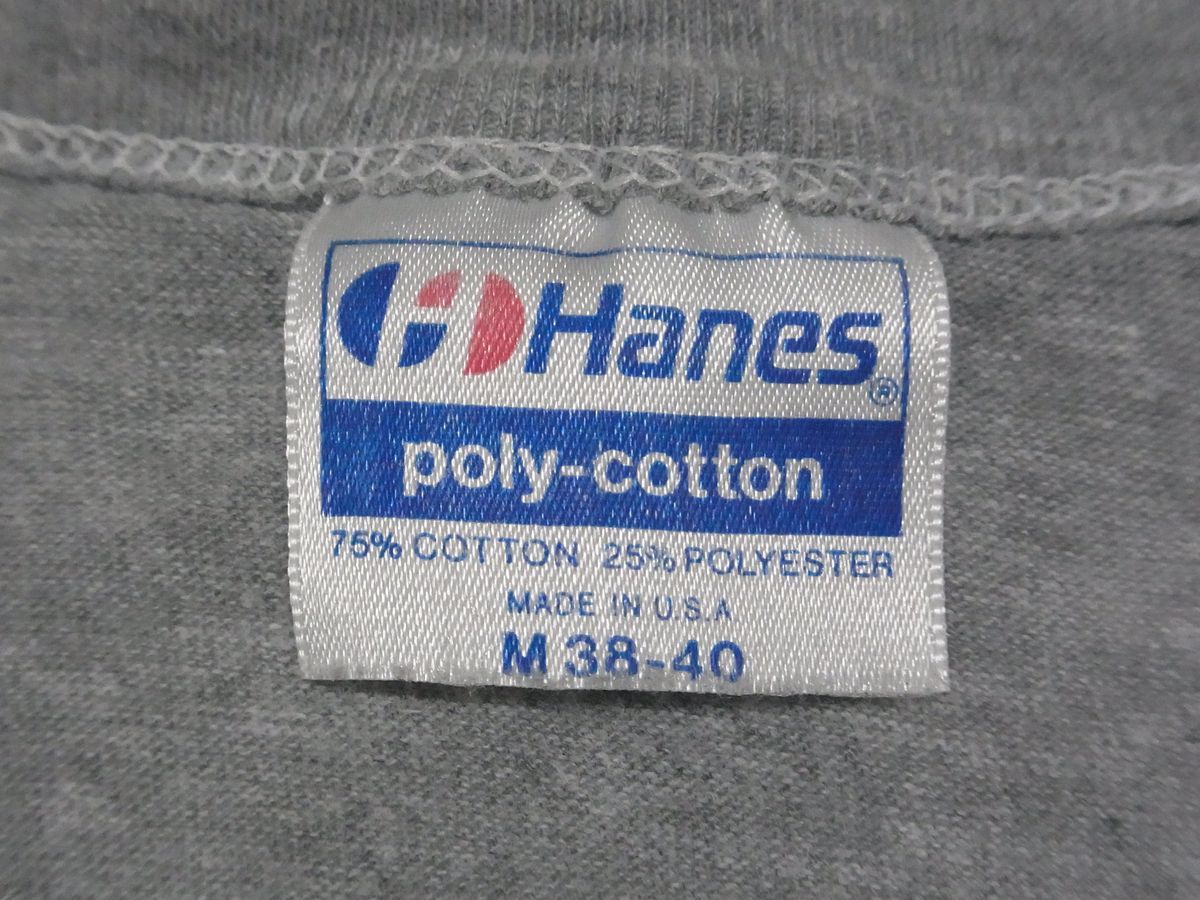 Hanes®
poly-cotton
75% COTTON 25% POLYESTER
MADE IN U.S.A
M 38-40